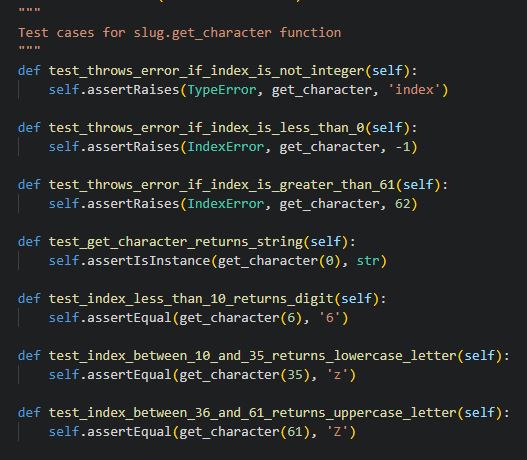 """
Test cases for slug.get_character function
"""
def test_throws_error_if_index_is_not_integer(self):
    self.assertRaises(TypeError, get_character, 'index')
def test_throws_error_if_index_is_less_than_0(self):
    self.assertRaises(IndexError, get_character, -1)
def test_throws_error_if_index_is_greater_than_61(self):
    self.assertRaises(IndexError, get_character, 62)
def test_get_character_returns_string(self):
    self.assertIsInstance(get_character(0), str)
def test_index_less_than_10_returns_digit(self):
    self.assertEqual(get_character(6), '6')
def test_index_between_10_and_35_returns_lowercase_letter(self):
    self.assertEqual(get_character(35), 'z')
def test_index_between_36_and_61_returns_uppercase_letter(self):
    self.assertEqual(get_character(61), 'Z')